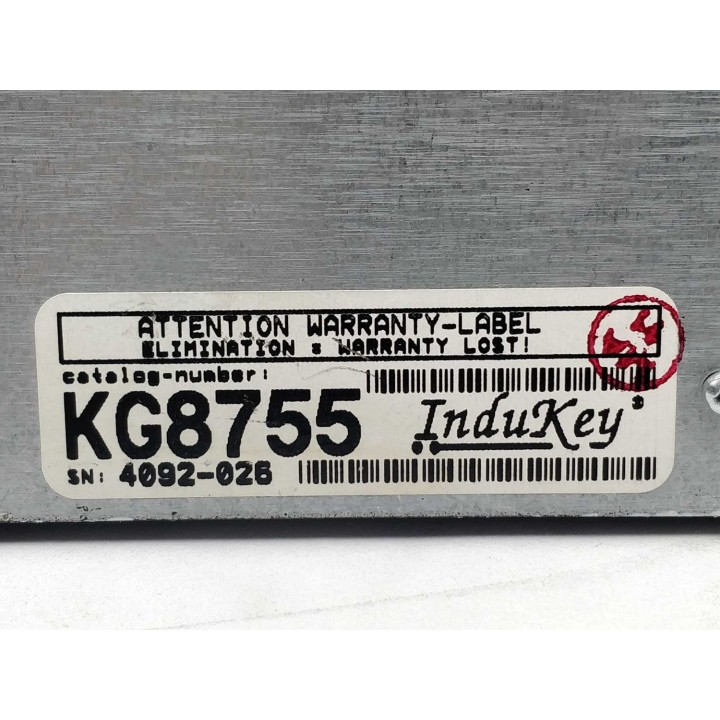 ATTENTION WARRANTY-LABEL
ELIMINATION = WARRANTY LOST!
catalog-number:
KG8755
InduKey
SN: 4092-026